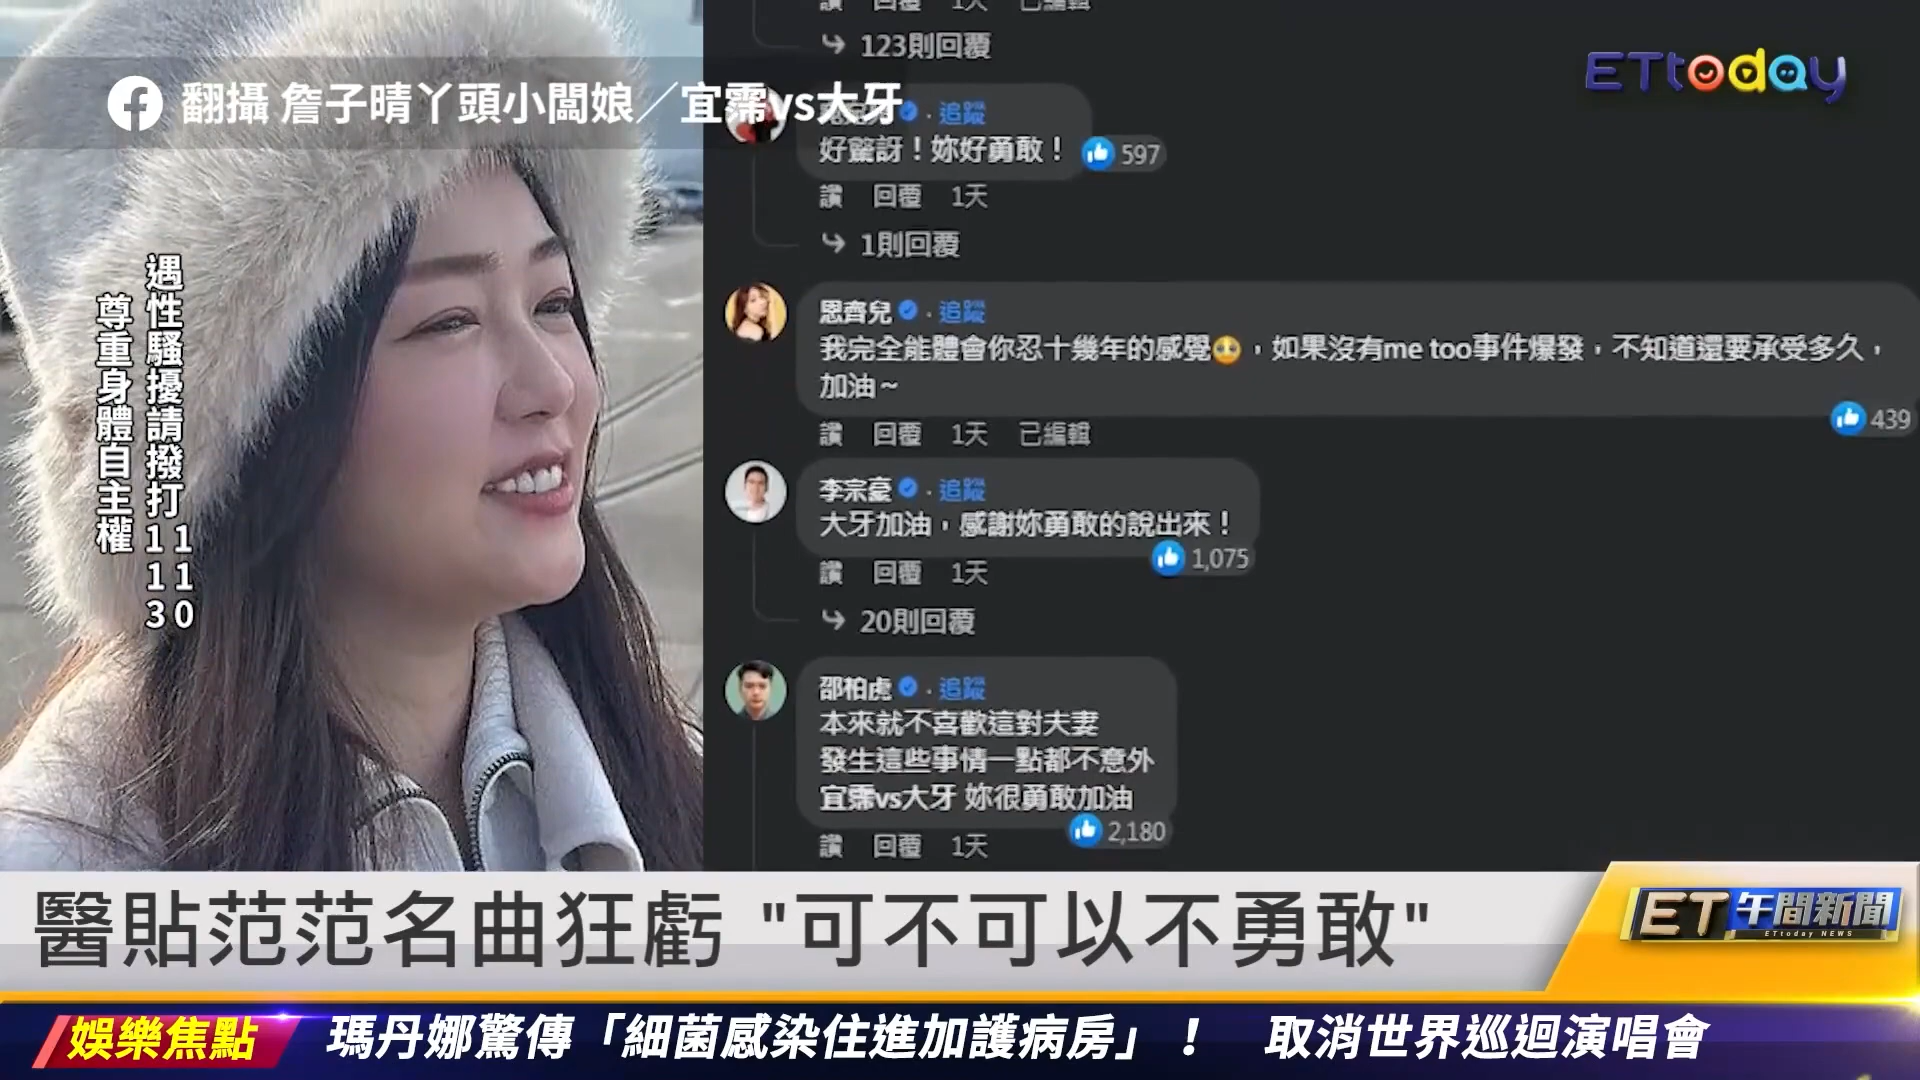 讚 回覆 1天 已編輯
123則回覆
翻攝 詹子晴丫頭小闆娘／宜霈vs大牙
ETtoday
追蹤
好驚訝！妳好勇敢！
597
讚 回覆 1天
1則回覆
遇性騷擾請撥打110 113
尊重身體自主權
恩齊兒 · 追蹤
我完全能體會你忍十幾年的感覺🥹，如果沒有me too事件爆發，不知道還要承受多久，
加油~
439
讚 回覆 1天 已編輯
李宗豪 · 追蹤
大牙加油，感謝妳勇敢的說出來！
1,075
讚 回覆 1天
20則回覆
邵柏虎 · 追蹤
本來就不喜歡這對夫妻
發生這些事情一點都不意外
宜霈vs大牙 妳很勇敢加油
2,180
讚 回覆 1天
醫貼范范名曲狂虧 "可不可以不勇敢"
ET午間新聞
ETtoday NEWS
娛樂焦點
瑪丹娜驚傳「細菌感染住進加護病房」！ 取消世界巡迴演唱會